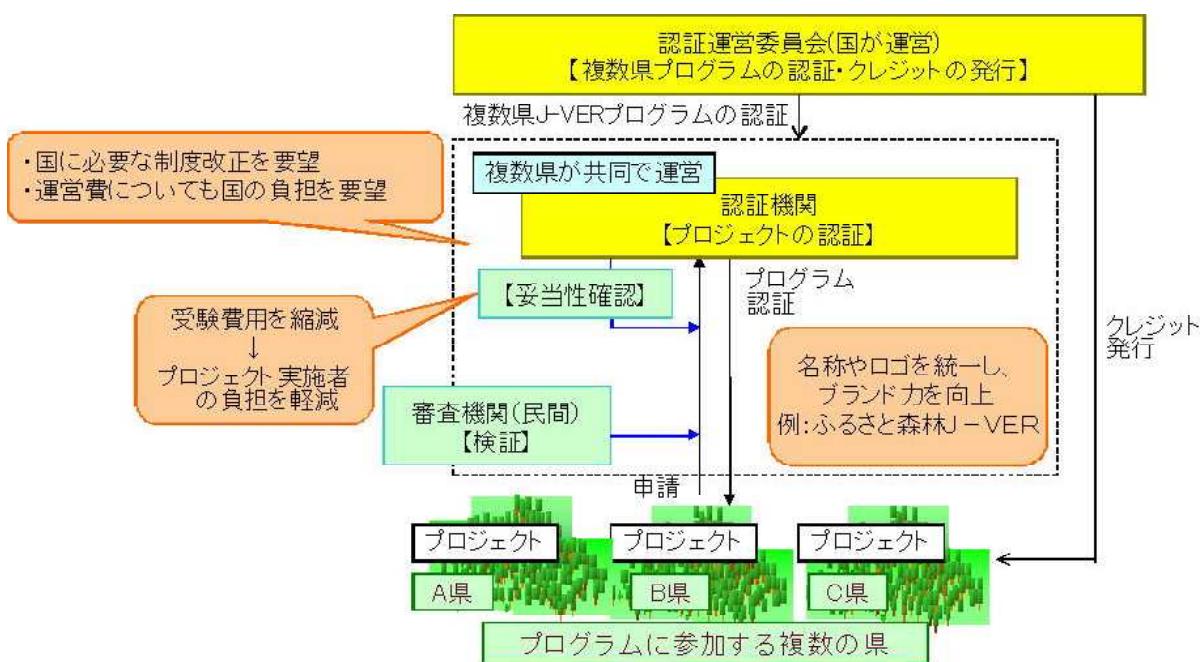 認証運営委員会(国が運営)
【複数県プログラムの認証・クレジットの発行】
複数県J-VERプログラムの認証
・国に必要な制度改正を要望
・運営費についても国の負担を要望
複数県が共同で運営
認証機関
【プロジェクトの認証】
【妥当性確認】
プログラム
認証
受験費用を縮減
↓
プロジェクト実施者
の負担を軽減
クレジット
発行
名称やロゴを統一し、
ブランド力を向上
例:ふるさと森林J-VER
審査機関(民間)
【検証】
申請
プロジェクト
プロジェクト
プロジェクト
A県
B県
C県
プログラムに参加する複数の県